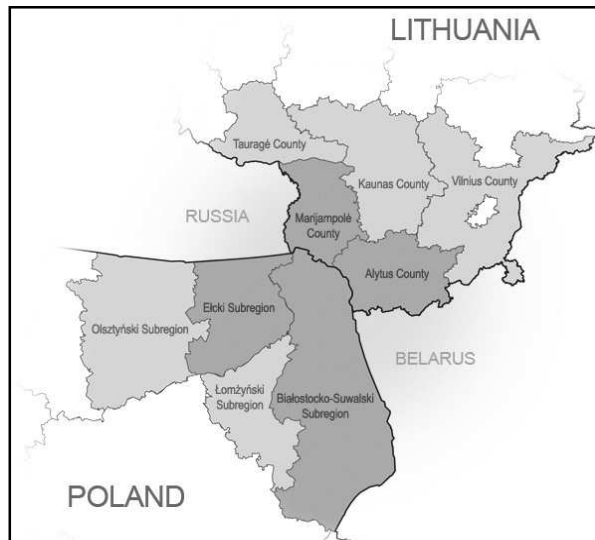 LITHUANIA
Tauragė County
Kaunas County
Vilnius County
RUSSIA
Marijampolė
County
Alytus County
Ełcki Subregion
Olsztyński Subregion
BELARUS
Łomżyński
Subregion
Białostocko-Suwalski
Subregion
POLAND